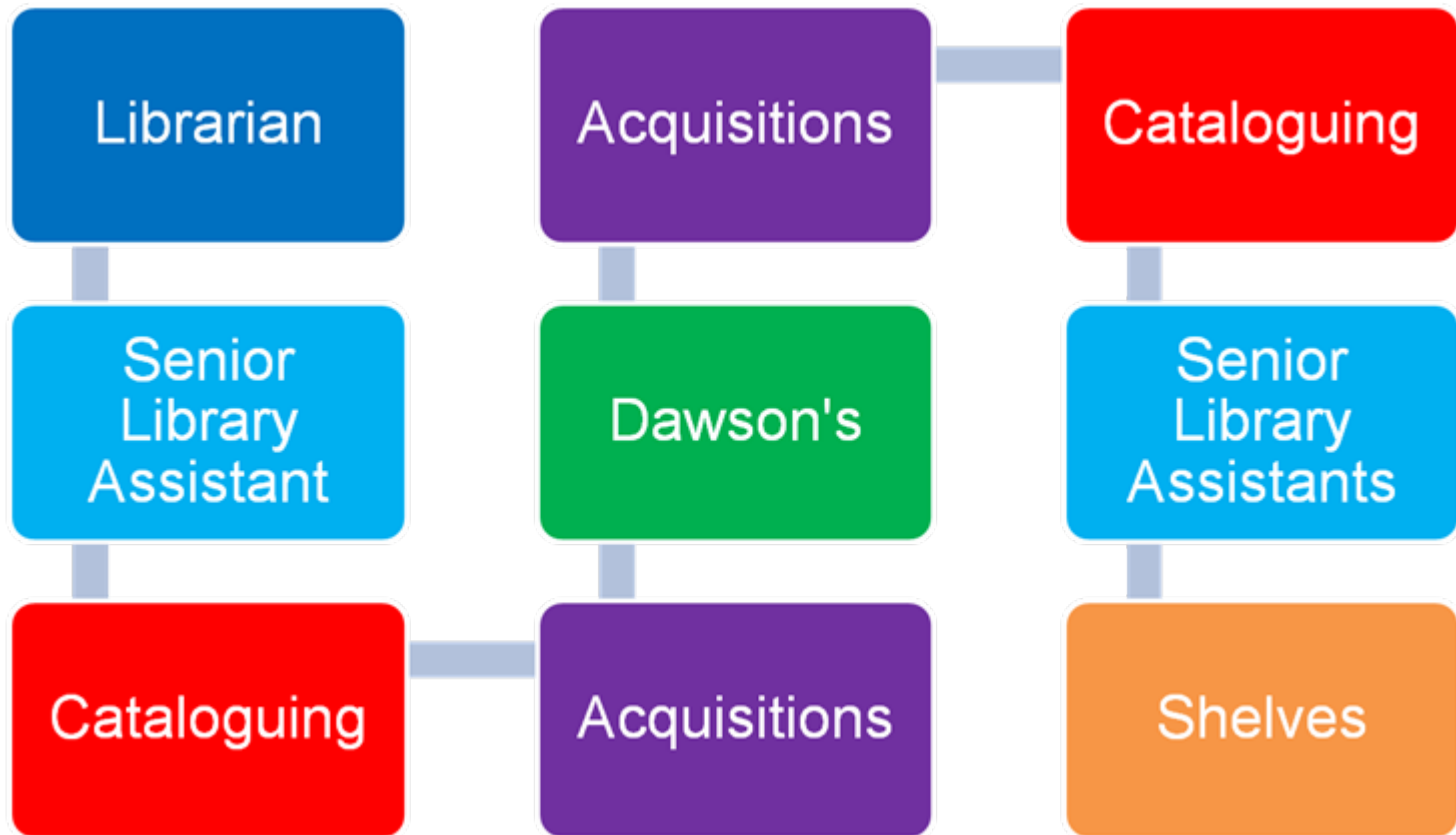 Librarian
Senior
Library
Assistant
Cataloguing
Acquisitions
Dawson's
Acquisitions
Cataloguing
Senior
Library
Assistants
Shelves